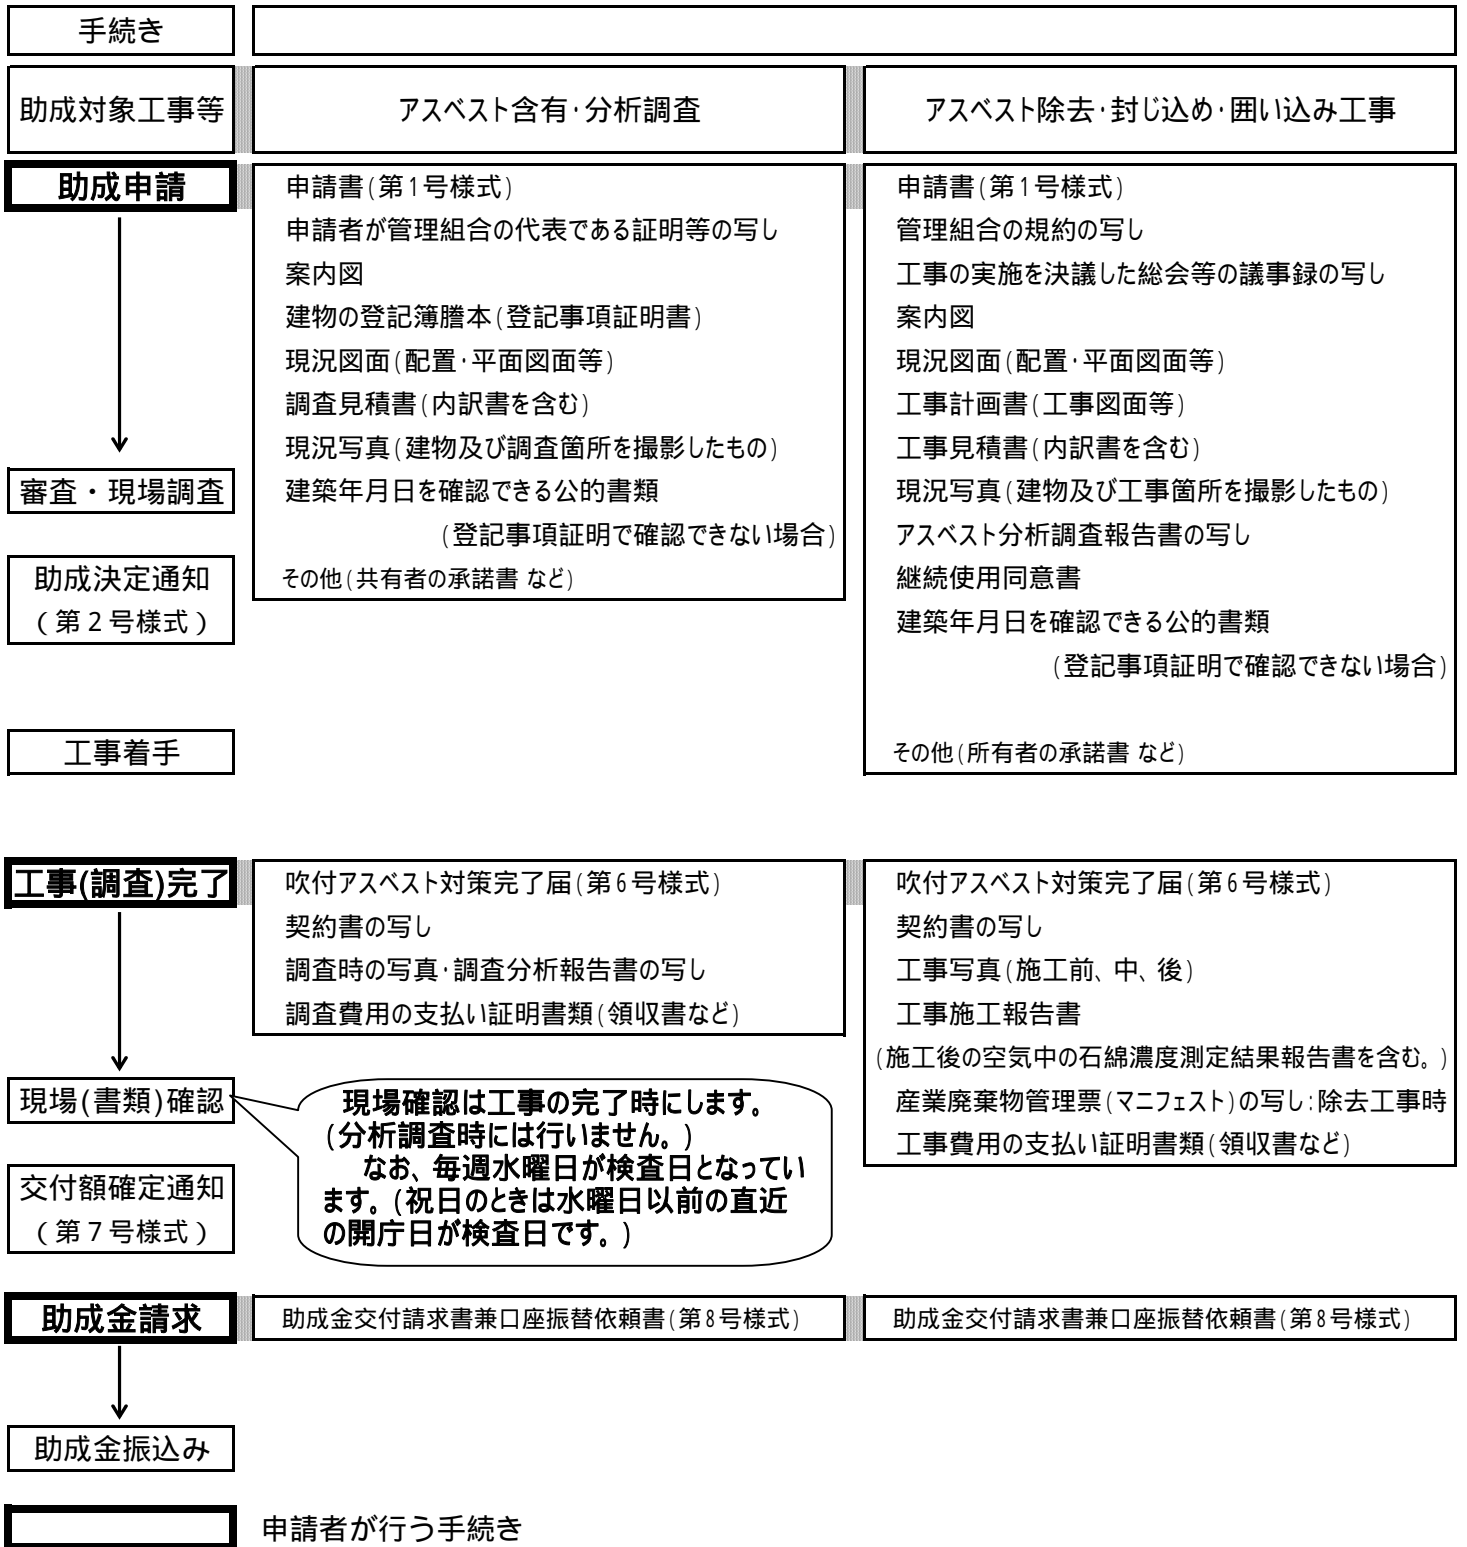 手続き
助成対象工事等
アスベスト含有・分析調査
アスベスト除去・封じ込め・囲い込み工事
助成申請
申請書(第1号様式)
申請者が管理組合の代表である証明等の写し
案内図
建物の登記簿謄本(登記事項証明書)
現況図面(配置・平面図面等)
調査見積書(内訳書を含む)
現況写真(建物及び調査箇所を撮影したもの)
建築年月日を確認できる公的書類
(登記事項証明で確認できない場合)
その他(共有者の承諾書 など)
申請書(第1号様式)
管理組合の規約の写し
工事の実施を決議した総会等の議事録の写し
案内図
現況図面(配置・平面図面等)
工事計画書(工事図面等)
工事見積書(内訳書を含む)
現況写真(建物及び工事箇所を撮影したもの)
アスベスト分析調査報告書の写し
継続使用同意書
建築年月日を確認できる公的書類
(登記事項証明で確認できない場合)
その他(所有者の承諾書 など)
審査・現場調査
助成決定通知
(第2号様式)
工事着手
工事(調査)完了
吹付アスベスト対策完了届(第6号様式)
契約書の写し
調査時の写真・調査分析報告書の写し
調査費用の支払い証明書類(領収書など)
吹付アスベスト対策完了届(第6号様式)
契約書の写し
工事写真(施工前、中、後)
工事施工報告書
(施工後の空気中の石綿濃度測定結果報告書を含む。)
産業廃棄物管理票(マニフェスト)の写し:除去工事時
工事費用の支払い証明書類(領収書など)
現場(書類)確認
現場確認は工事の完了時にします。
(分析調査時には行いません。)
なお、毎週水曜日が検査日となってい
ます。(祝日のときは水曜日以前の直近
の開庁日が検査日です。)
交付額確定通知
(第7号様式)
助成金請求
助成金交付請求書兼口座振替依頼書(第8号様式)
助成金交付請求書兼口座振替依頼書(第8号様式)
助成金振込み
申請者が行う手続き